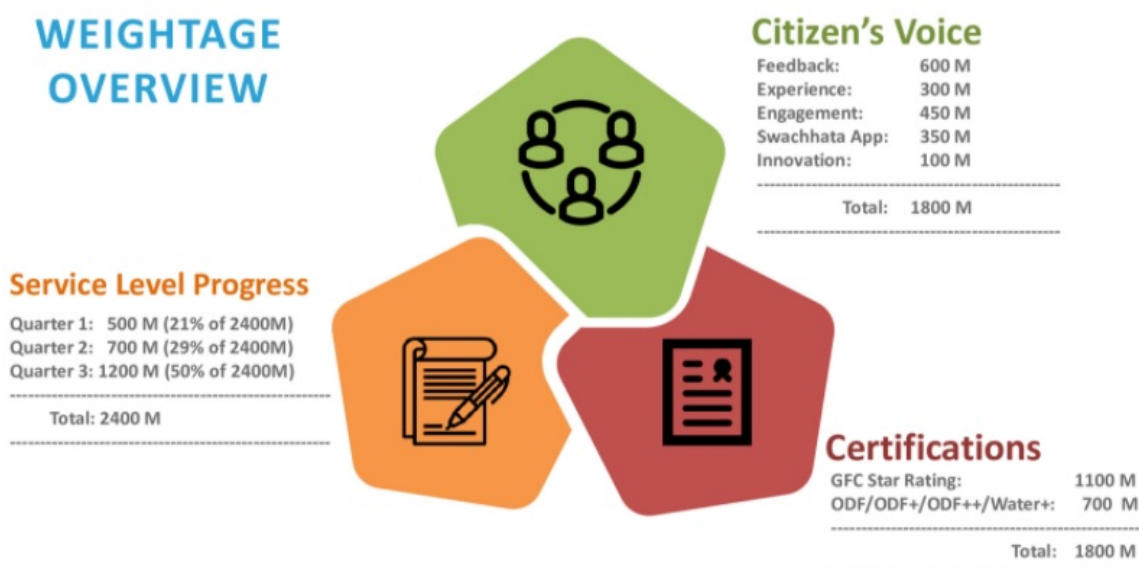 WEIGHTAGE
OVERVIEW
Citizen's Voice
Feedback: 600 M
Experience: 300 M
Engagement: 450 M
Swachhata App: 350 M
Innovation: 100 M
Total: 1800 M
Service Level Progress
Quarter 1: 500 M (21% of 2400M)
Quarter 2: 700 M (29% of 2400M)
Quarter 3: 1200 M (50% of 2400M)
Total: 2400 M
Certifications
GFC Star Rating: 1100 M
ODF/ODF+/ODF++/Water+: 700 M
Total: 1800 M